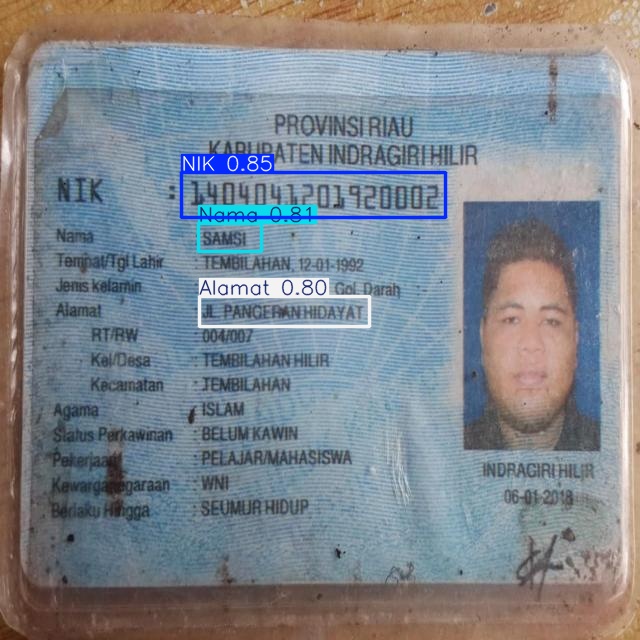 PROVINSI RIAU
KABUPATEN INDRAGIRI HILIR
NIK 0.85
NIK : 1404041201920002
Nama 0.81
Nama : SAMSI
Tempat/Tgl Lahir : TEMBILAHAN, 12-01-1992
Alamat 0.80
Jenis kelamin Gol. Darah
Alamat : JL. PANGERAN HIDAYAT
RT/RW : 004/007
Kel/Desa : TEMBILAHAN HILIR
Kecamatan : TEMBILAHAN
Agama : ISLAM
Status Perkawinan : BELUM KAWIN
Pekerjaan : PELAJAR/MAHASISWA
Kewarganegaraan : WNI
Berlaku Hingga : SEUMUR HIDUP
INDRAGIRI HILIR
06-01-2018